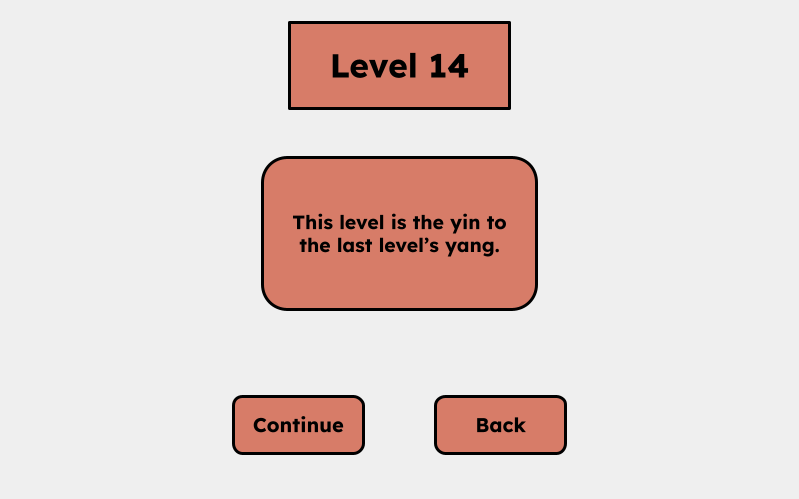 Level 14
This level is the yin to
the last level’s yang.
Continue
Back